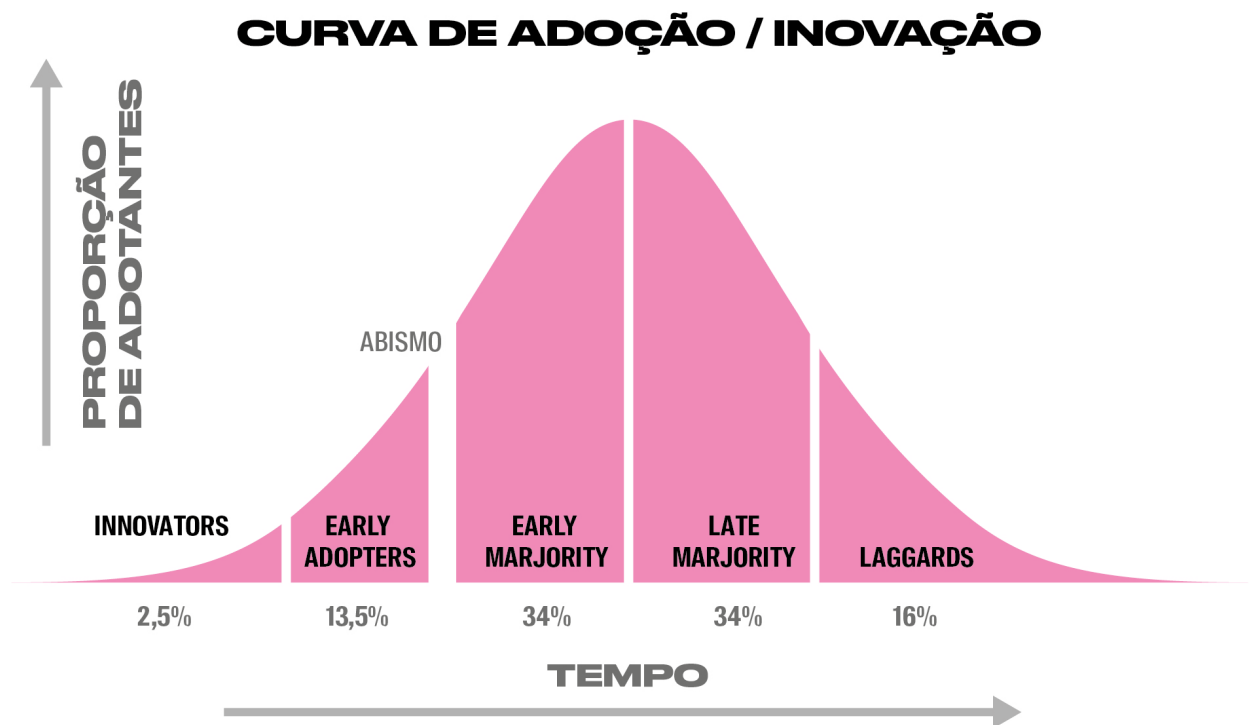 CURVA DE ADOÇÃO / INOVAÇÃO
PROPORÇÃO
DE ADOTANTES
ABISMO
INNOVATORS
EARLY
ADOPTERS
EARLY
MARJORITY
LATE
MARJORITY
LAGGARDS
2,5%
13,5%
34%
34%
16%
TEMPO